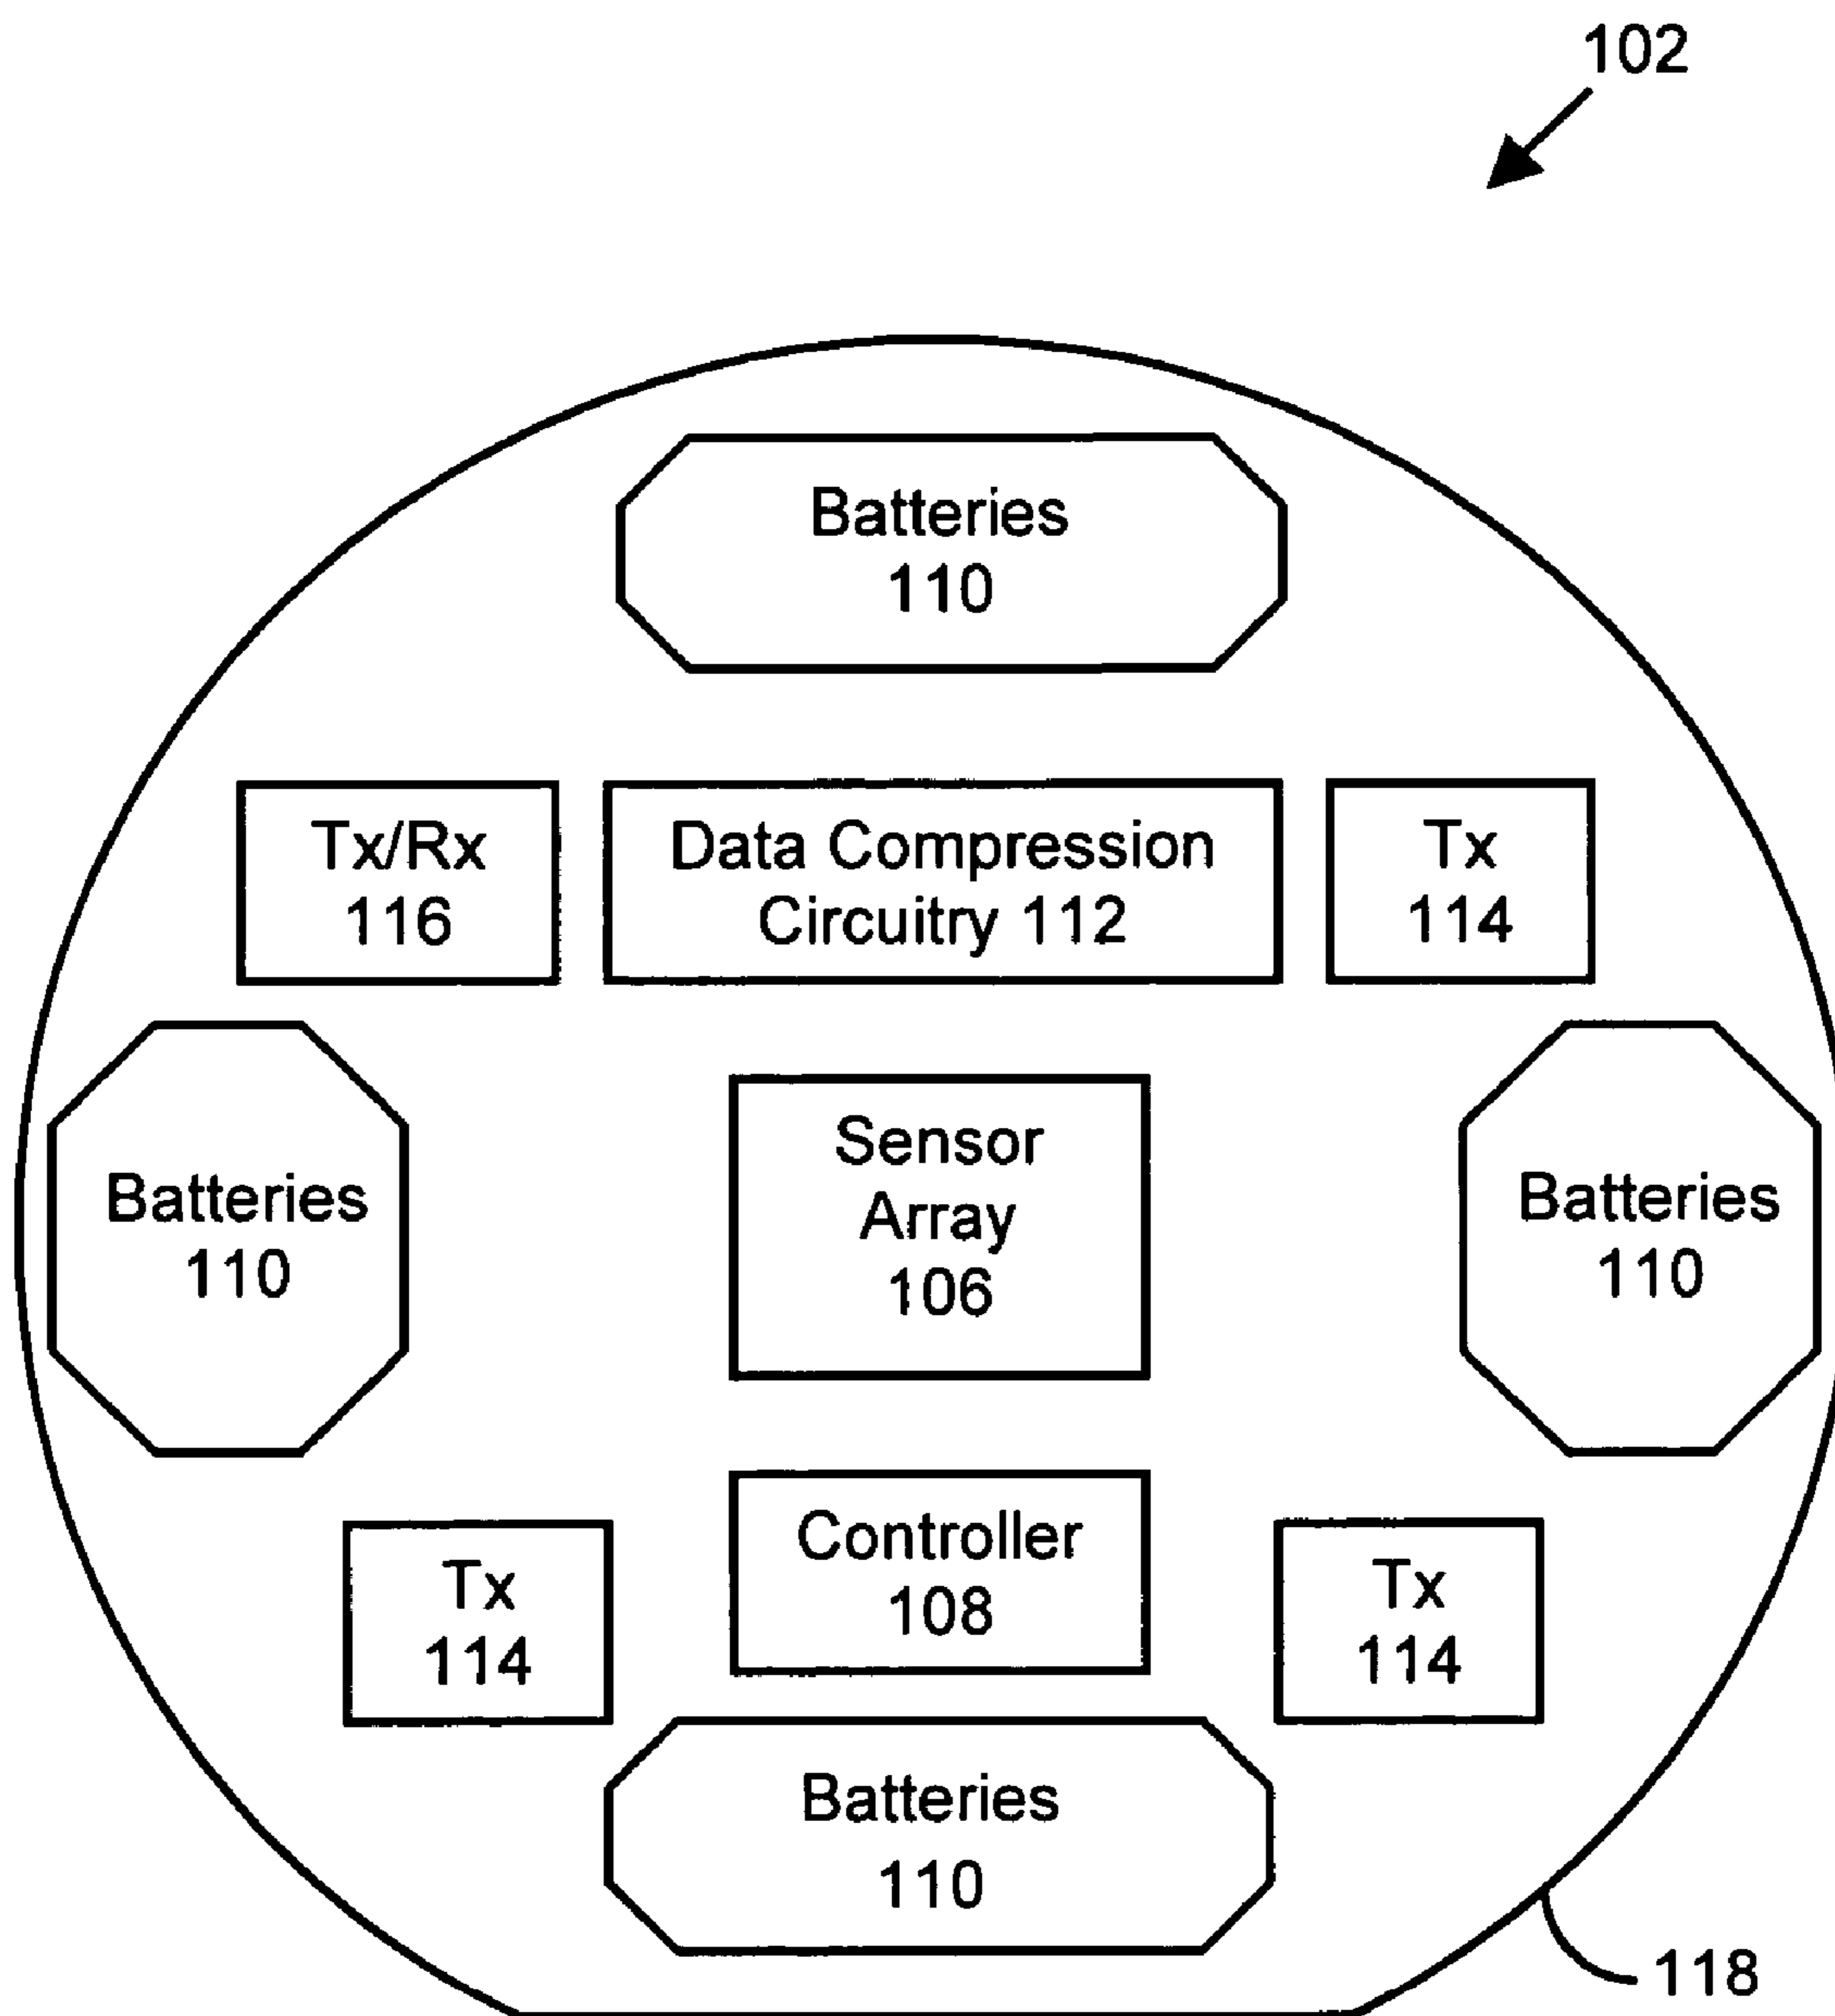 102
Batteries
110
Tx/Rx
116
Data Compression
Circuitry 112
Tx
114
Batteries
110
Sensor
Array
106
Batteries
110
Controller
108
Tx
114
Tx
114
Batteries
110
118